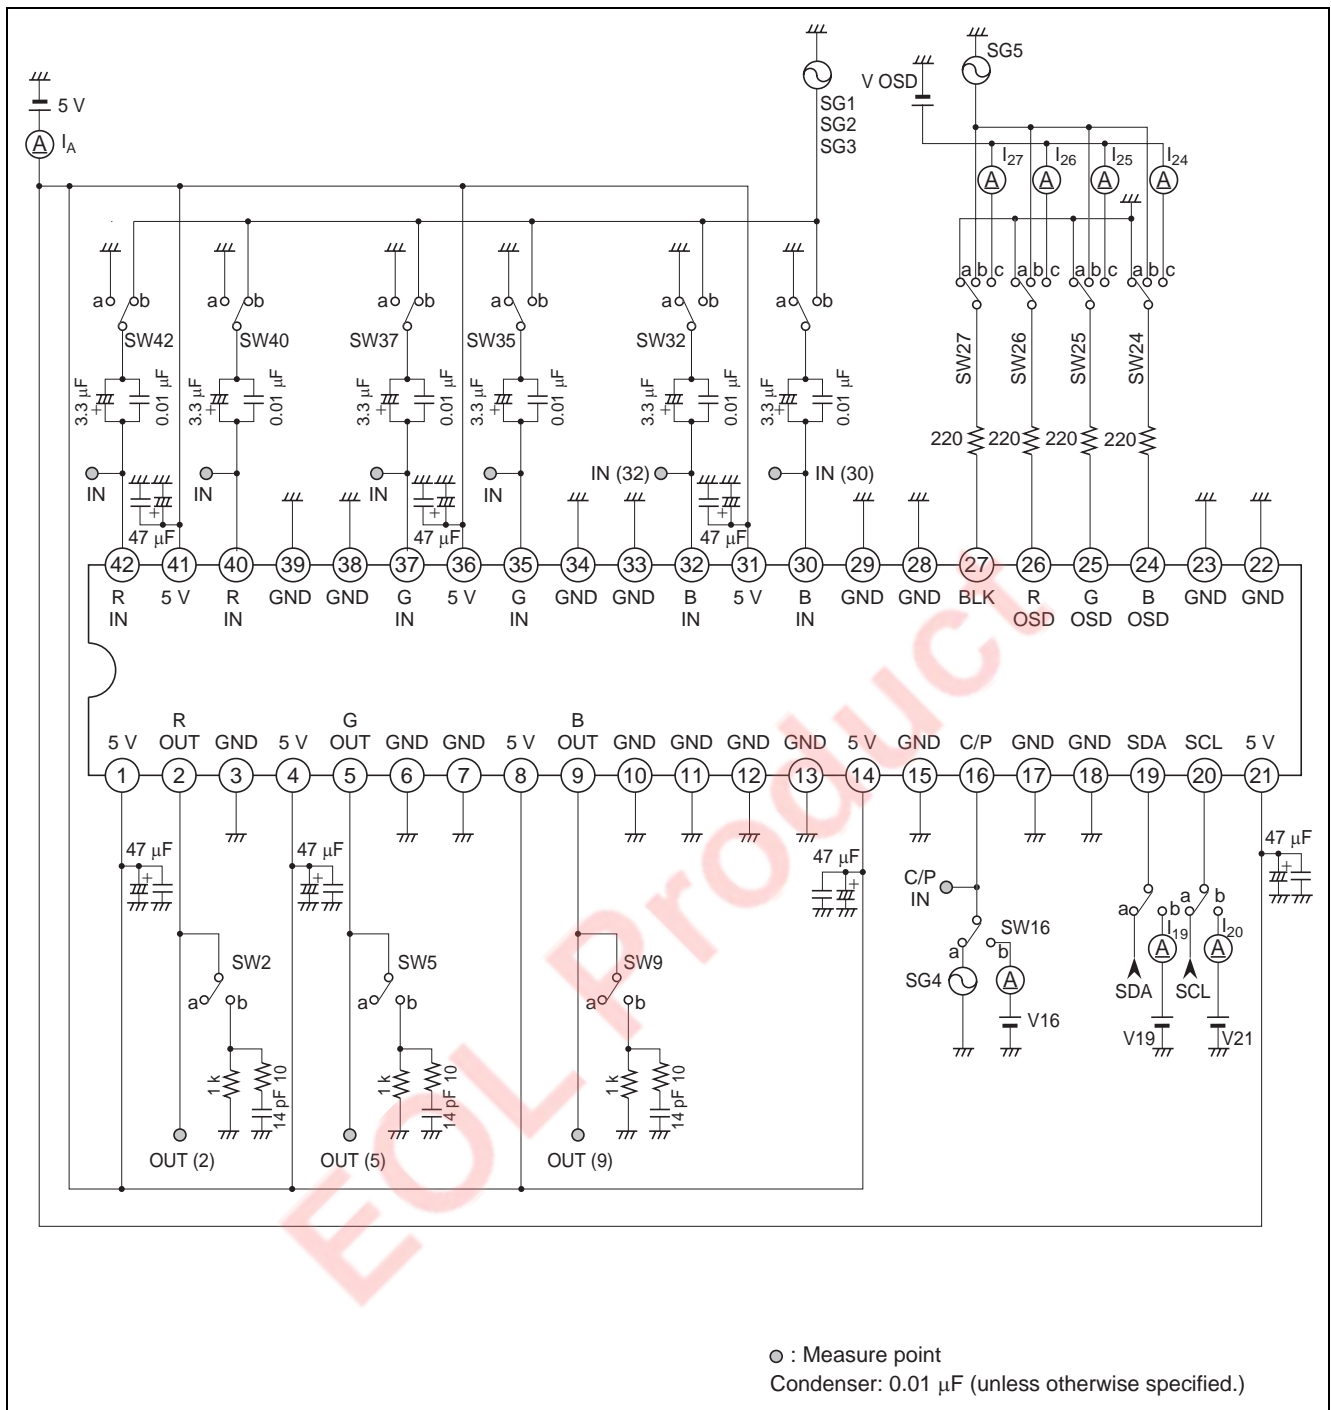 SG5
V OSD
5 V
SG1
SG2
SG3
I_A
A
I27 I26 I25 I24
A A A A
a b c a b c a b c a b c
a b a b a b a b a b a b
SW42 SW40 SW37 SW35 SW32
SW27 SW26 SW25 SW24
3.3 μF + 0.01 μF 3.3 μF + 0.01 μF 3.3 μF + 0.01 μF 3.3 μF + 0.01 μF 3.3 μF + 0.01 μF 3.3 μF + 0.01 μF
220 220 220 220
IN IN IN IN IN (32) IN (30)
+ + +
47 μF 47 μF 47 μF
42 41 40 39 38 37 36 35 34 33 32 31 30 29 28 27 26 25 24 23 22
R IN 5 V R IN GND GND G IN 5 V G IN GND GND B IN 5 V B IN GND GND BLK R OSD G OSD B OSD GND GND
5 V R OUT GND 5 V G OUT GND GND 5 V B OUT GND GND GND GND 5 V GND C/P GND GND SDA SCL 5 V
1 2 3 4 5 6 7 8 9 10 11 12 13 14 15 16 17 18 19 20 21
47 μF 47 μF 47 μF 47 μF
+ + + +
C/P IN
a b a b
I19 I20
A A
SW16
a b
SG4 A
V16
SDA SCL
V19 V21
SW2 SW5 SW9
a b a b a b
1 k 14 pF 10 1 k 14 pF 10 1 k 14 pF 10
OUT (2) OUT (5) OUT (9)
EOL Product
: Measure point
Condenser: 0.01 μF (unless otherwise specified.)